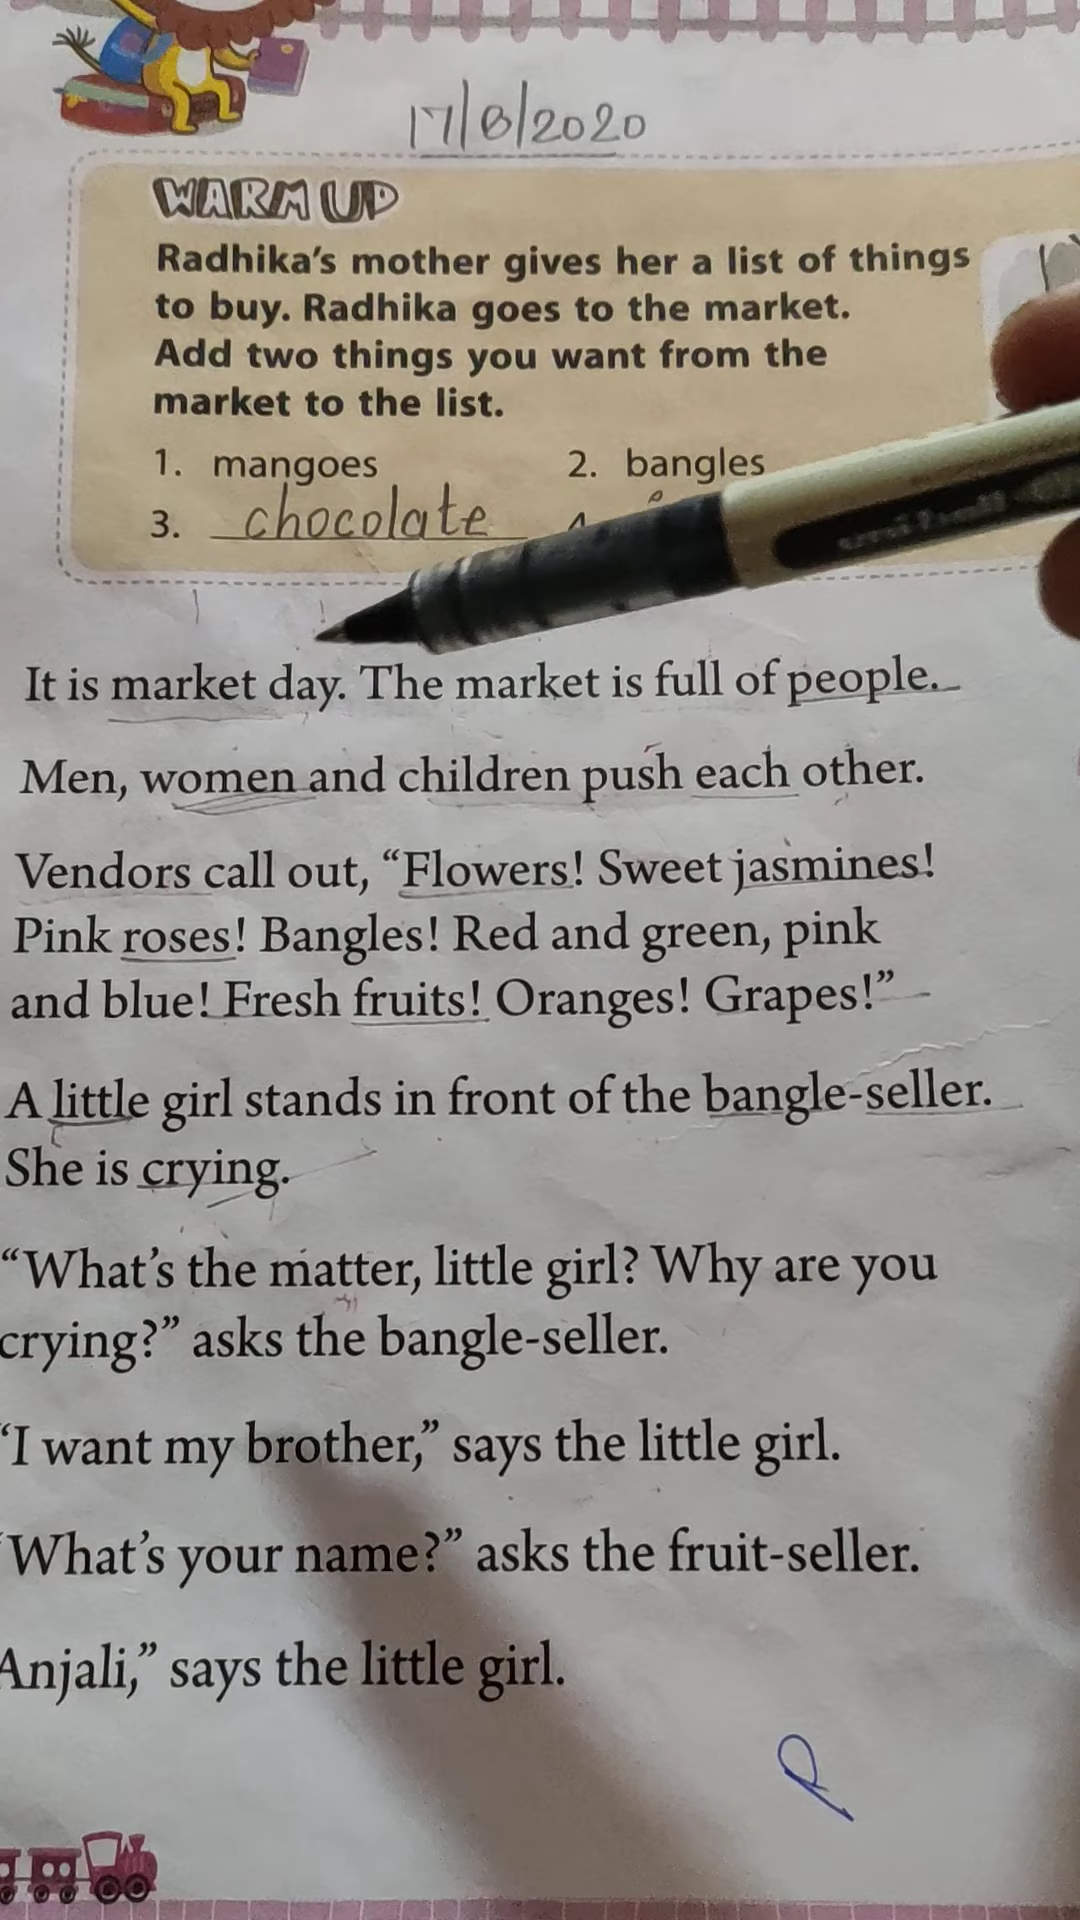 17/8/2020
WARM UP
Radhika's mother gives her a list of things
to buy. Radhika goes to the market.
Add two things you want from the
market to the list.
1. mangoes 2. bangles
3. chocolate
It is market day. The market is full of people.
Men, women and children push each other.
Vendors call out, “Flowers! Sweet jasmines!
Pink roses! Bangles! Red and green, pink
and blue! Fresh fruits! Oranges! Grapes!”
A little girl stands in front of the bangle-seller.
She is crying.
“What’s the matter, little girl? Why are you
crying?” asks the bangle-seller.
“I want my brother,” says the little girl.
“What’s your name?” asks the fruit-seller.
Anjali,” says the little girl.